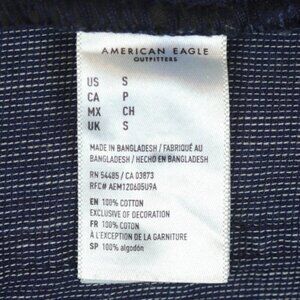 AMERICAN EAGLE
OUTFITTERS
US S
CA P
MX CH
UK S
MADE IN BANGLADESH / FABRIQUÉ AU
BANGLADESH / HECHO EN BANGLADESH
RN 54485 / CA 03873
RFC# AEM120605U9A
EN 100% COTTON
EXCLUSIVE OF DECORATION
FR 100% COTON
À L'EXCEPTION DE LA GARNITURE
SP 100% algodón